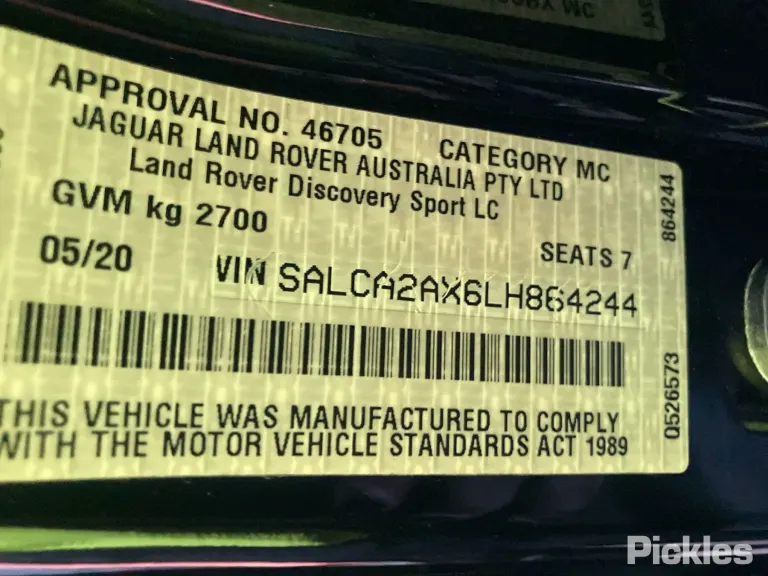 APPROVAL NO. 46705 CATEGORY MC
JAGUAR LAND ROVER AUSTRALIA PTY LTD
Land Rover Discovery Sport LC
GVM kg 2700
SEATS 7
05/20 VIN SALCA2AX6LH864244
864244
Q526573
THIS VEHICLE WAS MANUFACTURED TO COMPLY
WITH THE MOTOR VEHICLE STANDARDS ACT 1989
Pickles